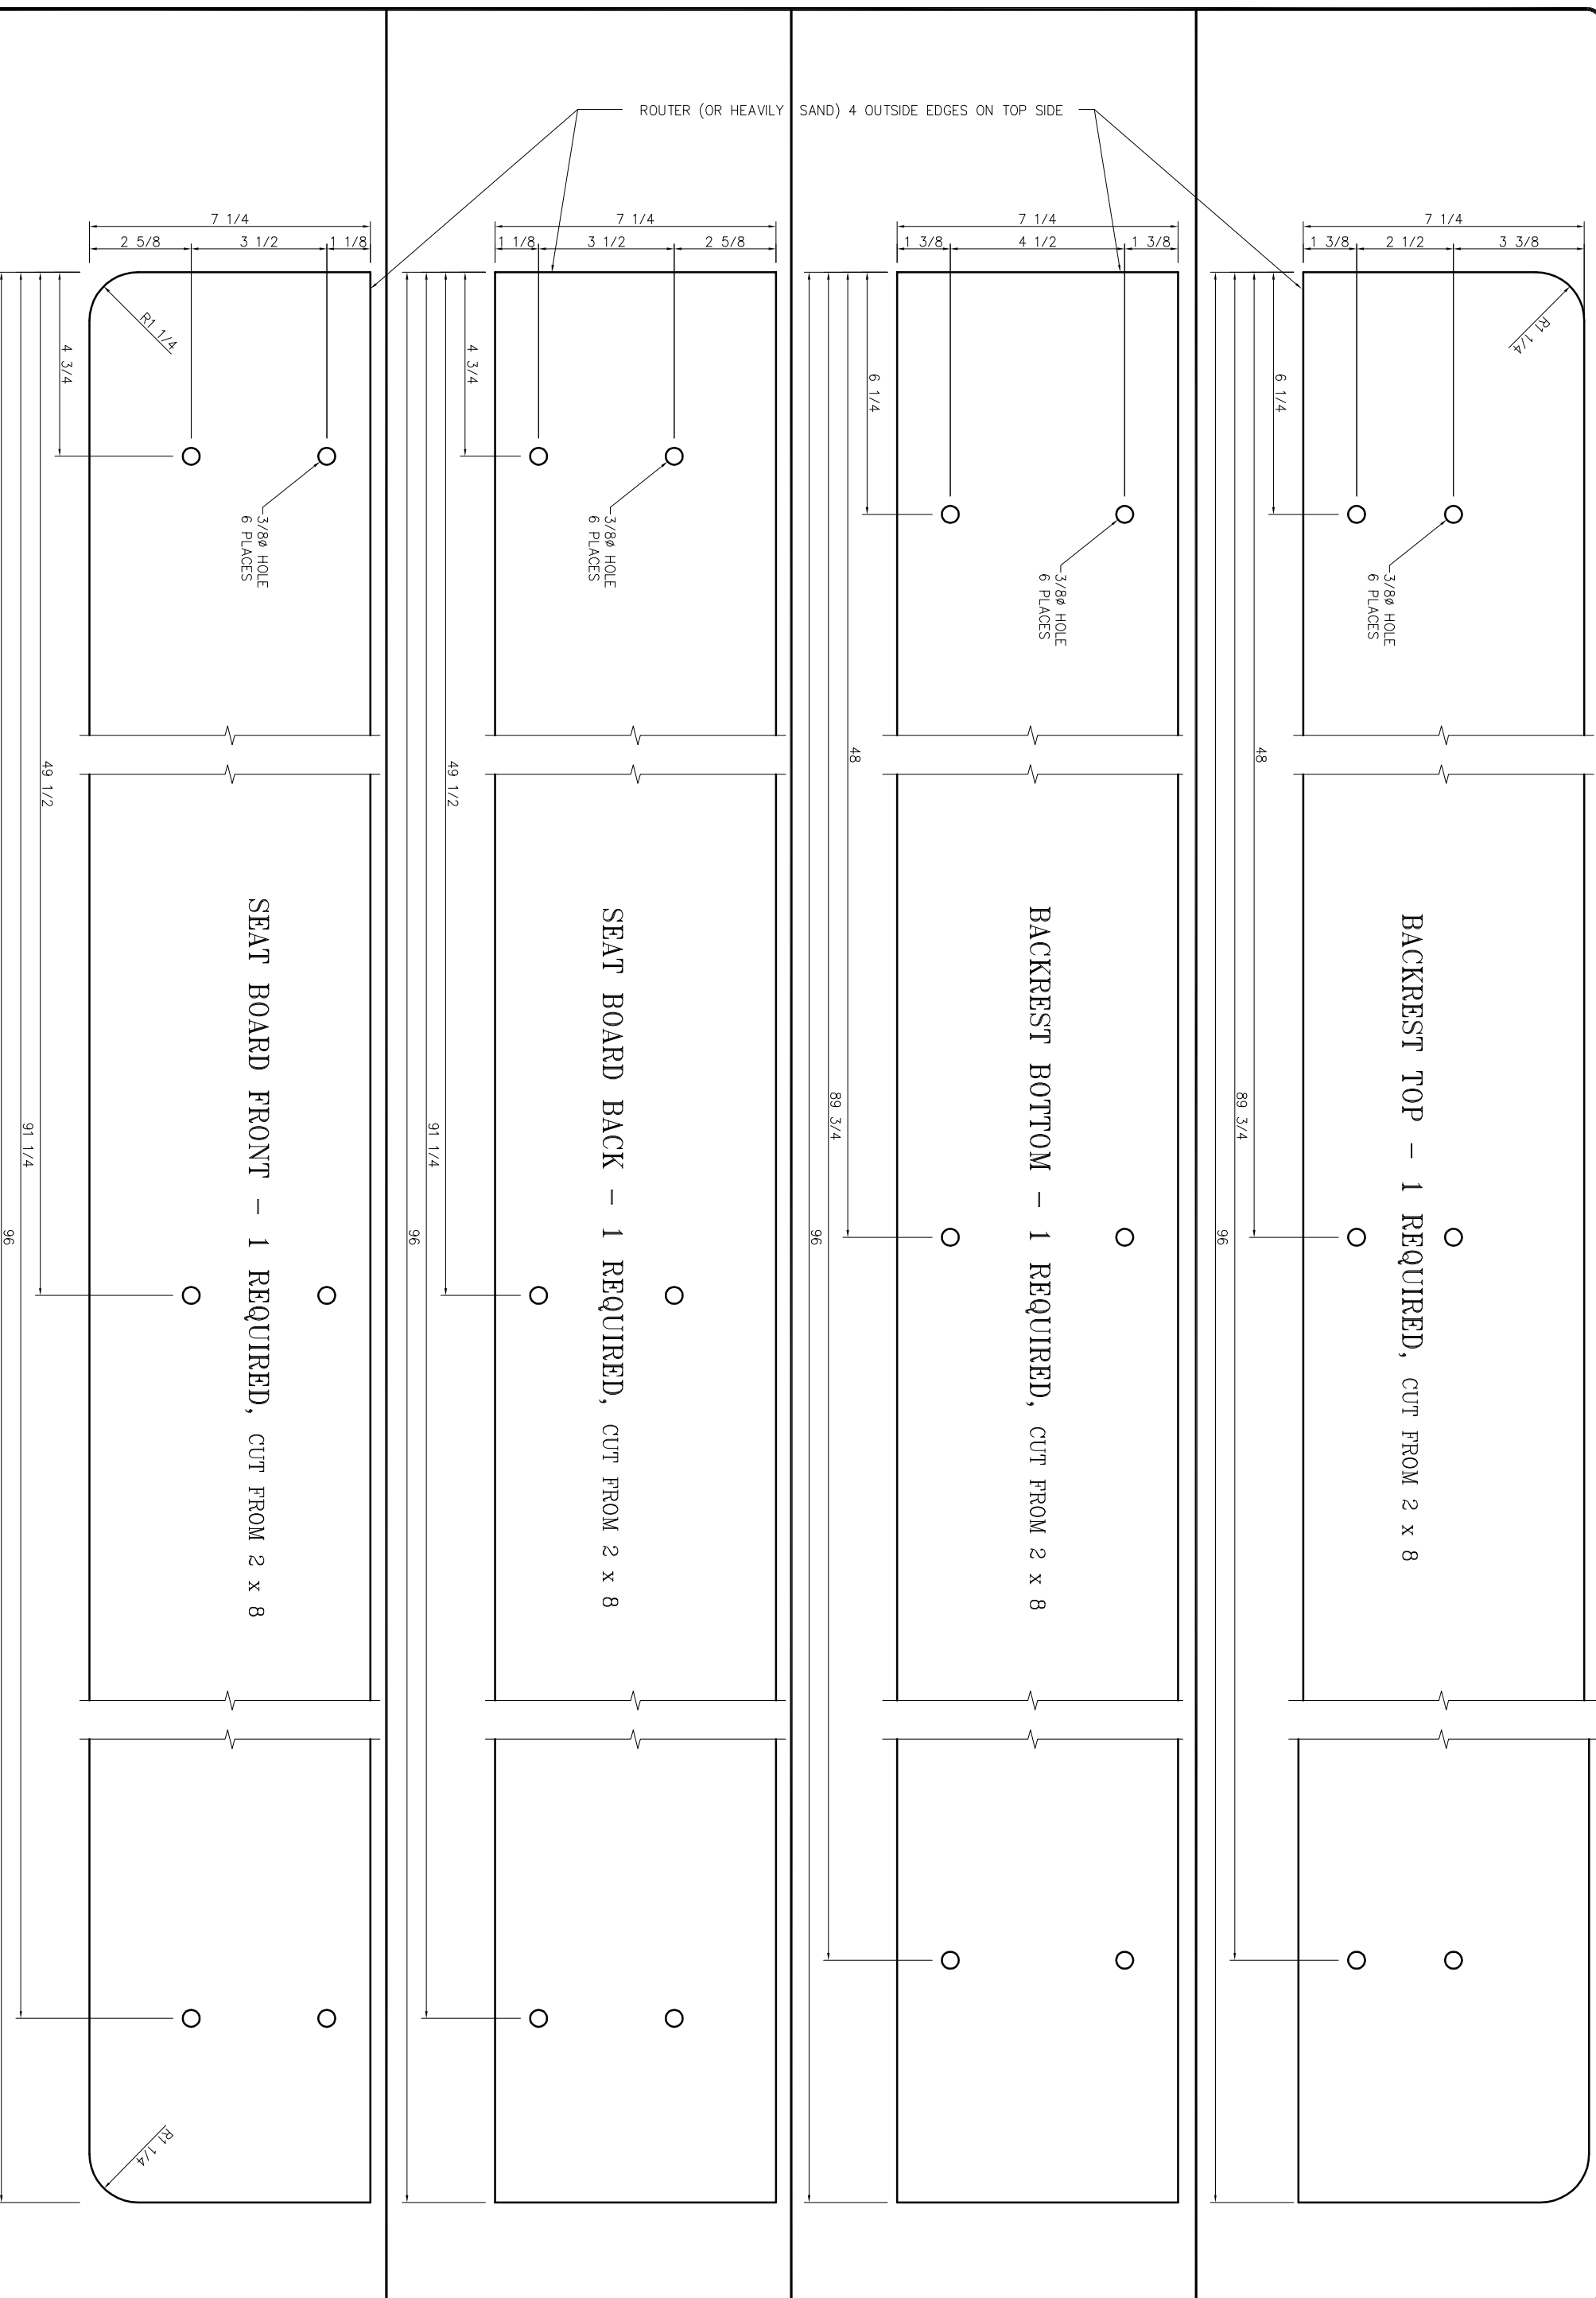 ROUTER (OR HEAVILY SAND) 4 OUTSIDE EDGES ON TOP SIDE
7 1/4
2 5/8 3 1/2 1 1/8
R1 1/4
4 3/4
3/8ø HOLE
6 PLACES
49 1/2
91 1/4
96
SEAT BOARD FRONT - 1 REQUIRED, CUT FROM 2 x 8
R1 1/4
7 1/4
1 1/8 3 1/2 2 5/8
4 3/4
3/8ø HOLE
6 PLACES
49 1/2
91 1/4
96
SEAT BOARD BACK - 1 REQUIRED, CUT FROM 2 x 8
7 1/4
1 3/8 4 1/2 1 3/8
6 1/4
3/8ø HOLE
6 PLACES
48
89 3/4
96
BACKREST BOTTOM - 1 REQUIRED, CUT FROM 2 x 8
7 1/4
1 3/8 2 1/2 3 3/8
R1 1/4
6 1/4
3/8ø HOLE
6 PLACES
48
89 3/4
96
BACKREST TOP - 1 REQUIRED, CUT FROM 2 x 8